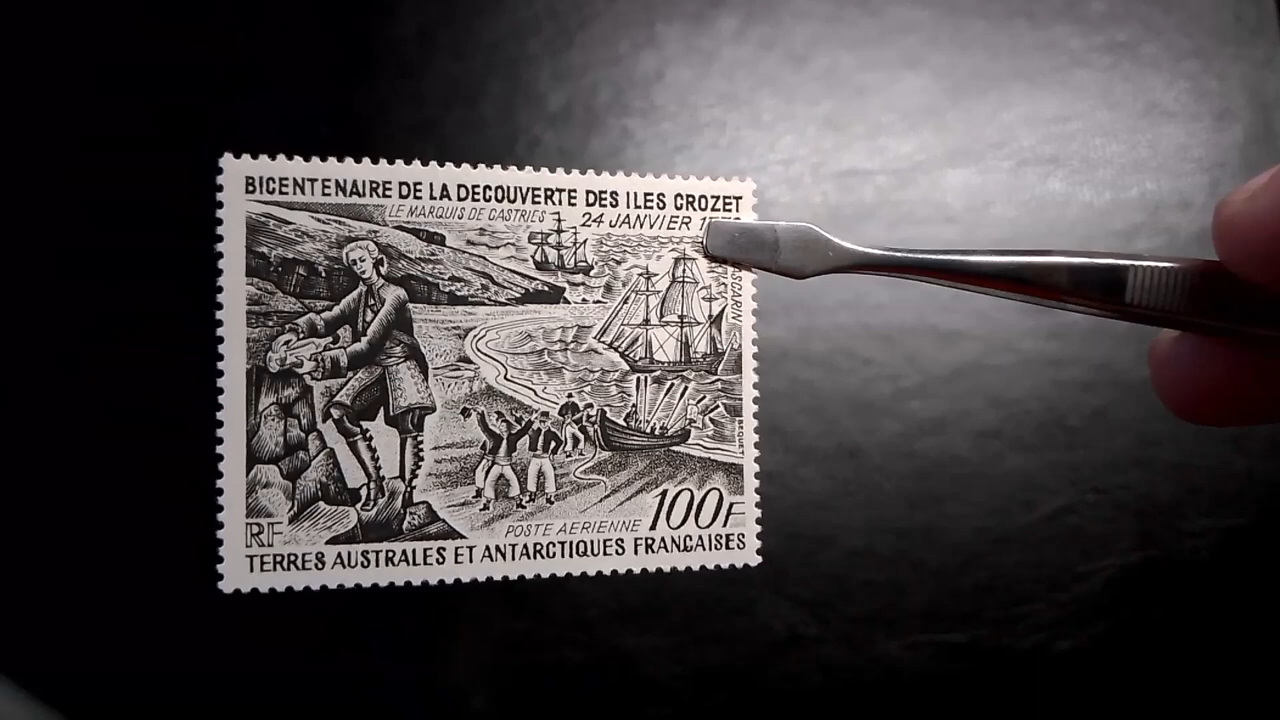 BICENTENAIRE DE LA DECOUVERTE DES ILES CROZET
LE MARQUIS DE CASTRIES
24 JANVIER
MASCARIN
BEQUET
RF
POSTE AERIENNE 100F
TERRES AUSTRALES ET ANTARCTIQUES FRANÇAISES